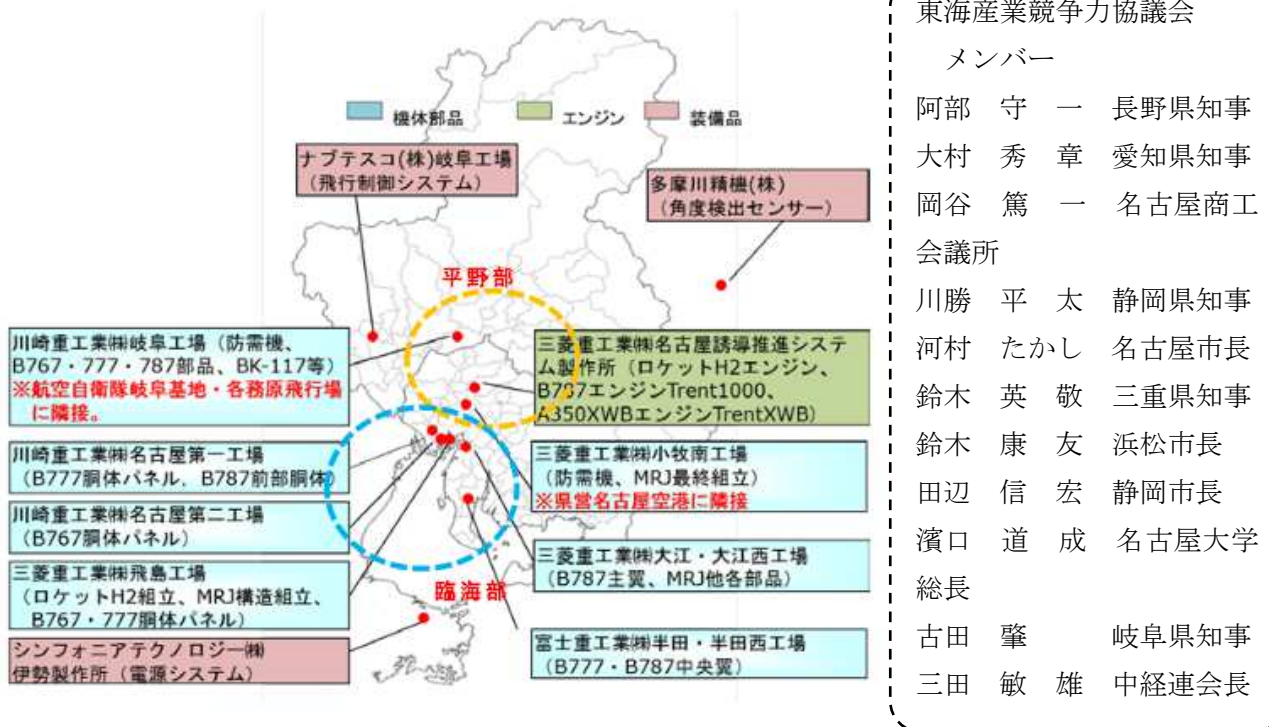 機体部品
エンジン
装備品
ナブテスコ(株)岐阜工場
(飛行制御システム)
多摩川精機(株)
(角度検出センサー)
平野部
川崎重工業㈱岐阜工場(防需機、
B767・777・787部品、BK-117等)
※航空自衛隊岐阜基地・各務原飛行場
に隣接。
三菱重工業㈱名古屋誘導推進システ
ム製作所(ロケットH2エンジン、
B787エンジンTrent1000、
A350XWBエンジンTrentXWB)
川崎重工業㈱名古屋第一工場
(B777胴体パネル、B787前部胴体)
三菱重工業㈱小牧南工場
(防需機、MRJ最終組立)
※県営名古屋空港に隣接
川崎重工業㈱名古屋第二工場
(B767胴体パネル)
三菱重工業㈱大江・大江西工場
(B787主翼、MRJ他各部品)
三菱重工業㈱飛島工場
(ロケットH2組立、MRJ構造組立、
B767・777胴体パネル)
臨海部
シンフォニアテクノロジー㈱
伊勢製作所(電源システム)
富士重工業㈱半田・半田西工場
(B777・B787中央翼)
東海産業競争力協議会
メンバー
阿部 守 一 長野県知事
大村 秀 章 愛知県知事
岡谷 篤 一 名古屋商工
会議所
川勝 平 太 静岡県知事
河村 たかし 名古屋市長
鈴木 英 敬 三重県知事
鈴木 康 友 浜松市長
田辺 信 宏 静岡市長
濱口 道 成 名古屋大学
総長
古田 肇 岐阜県知事
三田 敏 雄 中経連会長